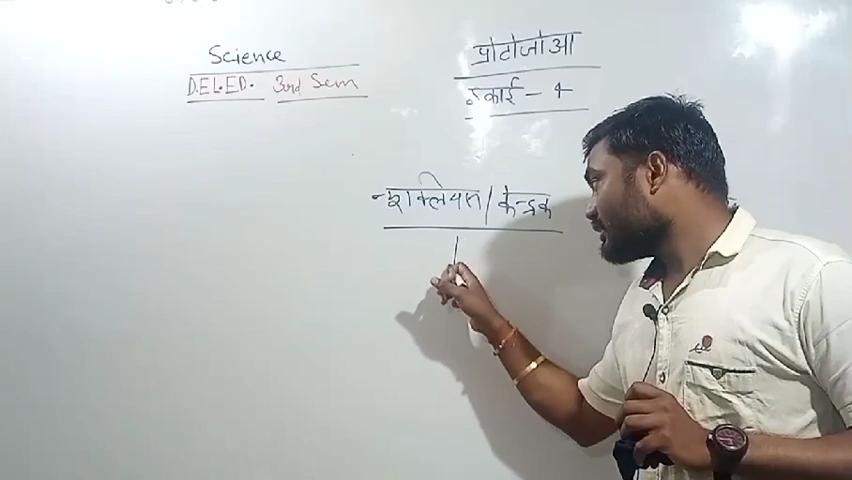 Science
D.EL.ED. 3rd Sem
प्रोटोजोआ
इकाई - 4
न्यूक्लियस / केन्द्रक